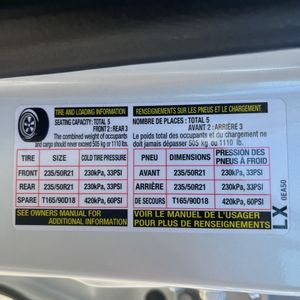 TIRE AND LOADING INFORMATION
SEATING CAPACITY: TOTAL 5
FRONT 2 : REAR 3
The combined weight of occupants
and cargo should never exceed 505 kg or 1110 lbs.
RENSEIGNEMENTS SUR LES PNEUS ET LE CHARGEMENT
NOMBRE DE PLACES : TOTAL 5
AVANT 2 : ARRIÈRE 3
Le poids total des occupants et du chargement ne
doit jamais dépasser 505 kg ou 1110 lb.
TIRE SIZE COLD TIRE PRESSURE
FRONT 235/50R21 230kPa, 33PSI
REAR 235/50R21 230kPa, 33PSI
SPARE T165/90D18 420kPa, 60PSI
PNEU DIMENSIONS PRESSION DES PNEUS À FROID
AVANT 235/50R21 230kPa, 33PSI
ARRIÈRE 235/50R21 230kPa, 33PSI
DE SECOURS T165/90D18 420kPa, 60PSI
SEE OWNERS MANUAL FOR
ADDITIONAL INFORMATION
VOIR LE MANUEL DE L'USAGER
POUR PLUS DE RENSEIGNEMENTS
LX 0EA50